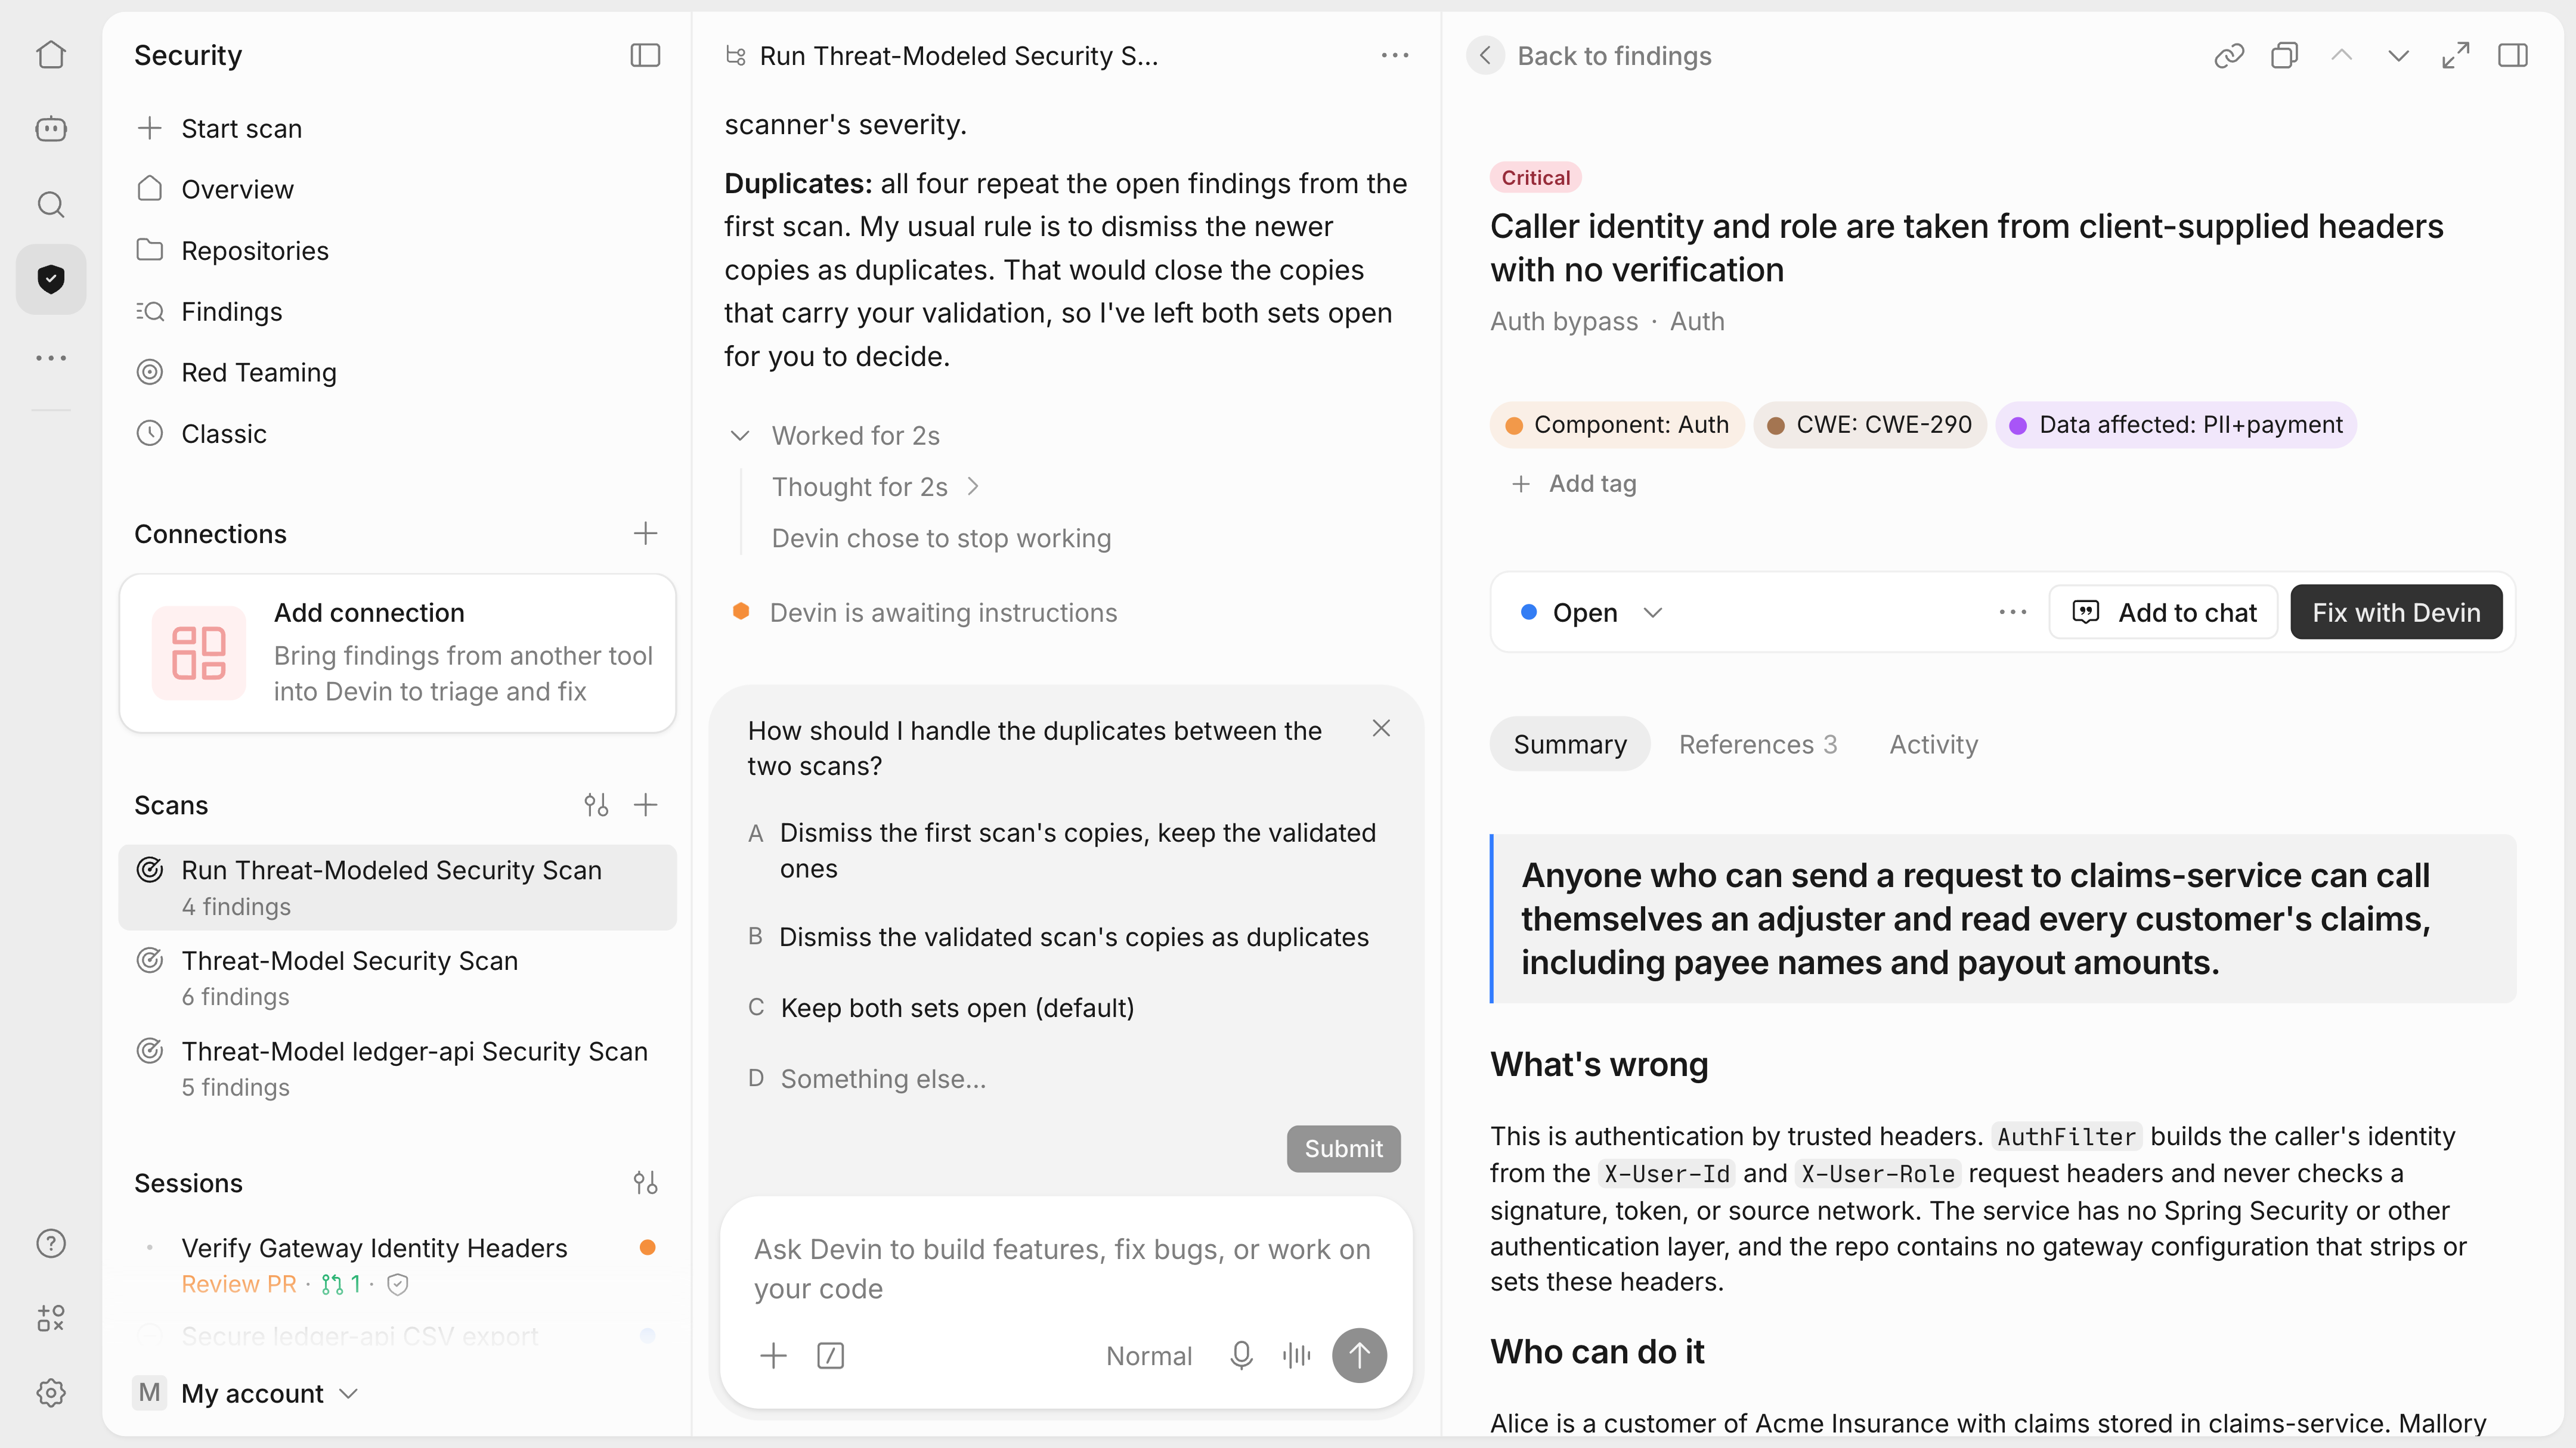 Security
Start scan
Overview
Repositories
Findings
Red Teaming
Classic
Connections
Add connection
Bring findings from another tool
into Devin to triage and fix
Scans
Run Threat-Modeled Security Scan
4 findings
Threat-Model Security Scan
6 findings
Threat-Model ledger-api Security Scan
5 findings
Sessions
Verify Gateway Identity Headers
Review PR · 1 ·
Secure ledger-api CSV export
M My account
Run Threat-Modeled Security S...
scanner's severity.
Duplicates: all four repeat the open findings from the
first scan. My usual rule is to dismiss the newer
copies as duplicates. That would close the copies
that carry your validation, so I've left both sets open
for you to decide.
Worked for 2s
Thought for 2s
Devin chose to stop working
Devin is awaiting instructions
How should I handle the duplicates between the
two scans?
A Dismiss the first scan's copies, keep the validated
ones
B Dismiss the validated scan's copies as duplicates
C Keep both sets open (default)
D Something else...
Submit
Ask Devin to build features, fix bugs, or work on
your code
Normal
Back to findings
Critical
Caller identity and role are taken from client-supplied headers
with no verification
Auth bypass · Auth
Component: Auth
CWE: CWE-290
Data affected: PII+payment
Add tag
Open
Add to chat
Fix with Devin
Summary
References 3
Activity
Anyone who can send a request to claims-service can call
themselves an adjuster and read every customer's claims,
including payee names and payout amounts.
What's wrong
This is authentication by trusted headers. AuthFilter builds the caller's identity
from the X-User-Id and X-User-Role request headers and never checks a
signature, token, or source network. The service has no Spring Security or other
authentication layer, and the repo contains no gateway configuration that strips or
sets these headers.
Who can do it
Alice is a customer of Acme Insurance with claims stored in claims-service. Mallory